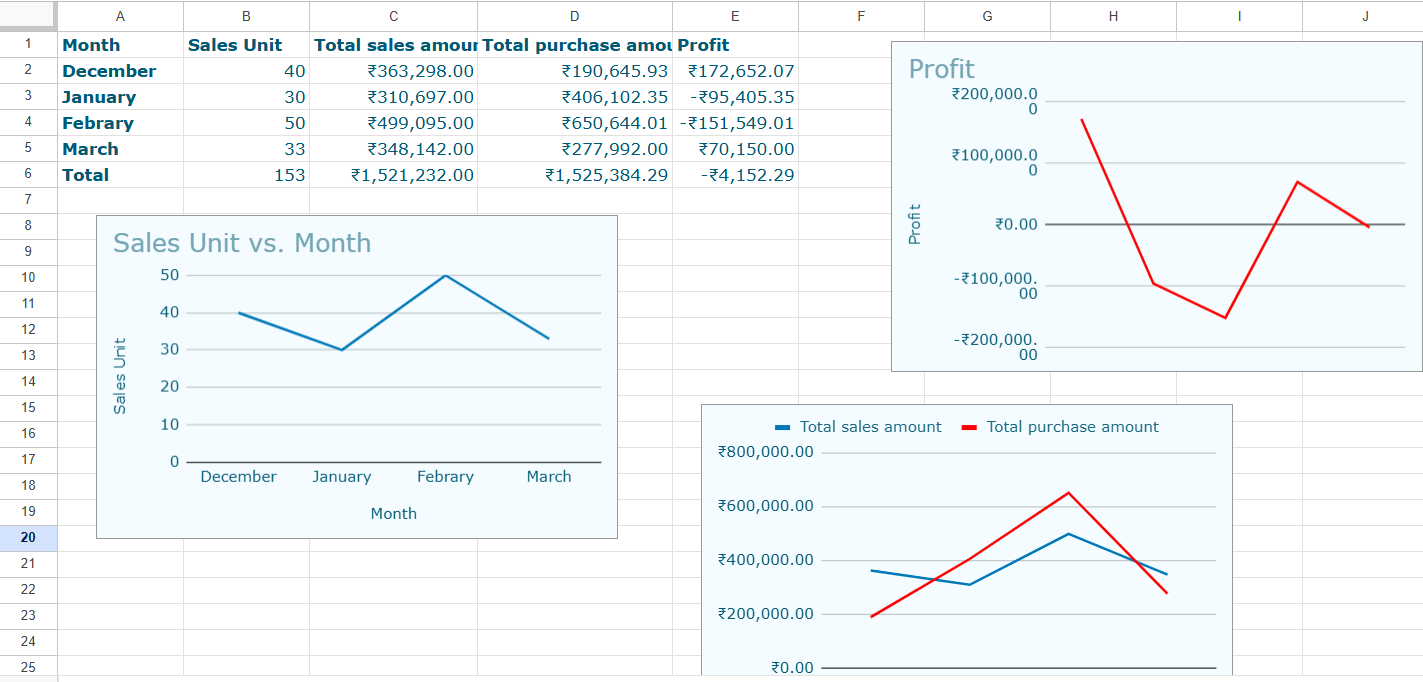 A B C D E F G H I J
1 Month Sales Unit Total sales amour Total purchase amou Profit
2 December 40 ₹363,298.00 ₹190,645.93 ₹172,652.07
3 January 30 ₹310,697.00 ₹406,102.35 -₹95,405.35
4 Febrary 50 ₹499,095.00 ₹650,644.01 -₹151,549.01
5 March 33 ₹348,142.00 ₹277,992.00 ₹70,150.00
6 Total 153 ₹1,521,232.00 ₹1,525,384.29 -₹4,152.29
7
8
9
10
11
12
13
14
15
16
17
18
19
20
21
22
23
24
25
Profit
₹200,000.0
0
₹100,000.0
0
₹0.00
-₹100,000.
00
-₹200,000.
00
Profit
Sales Unit vs. Month
50
40
30
20
10
0
Sales Unit
December January Febrary March
Month
Total sales amount Total purchase amount
₹800,000.00
₹600,000.00
₹400,000.00
₹200,000.00
₹0.00